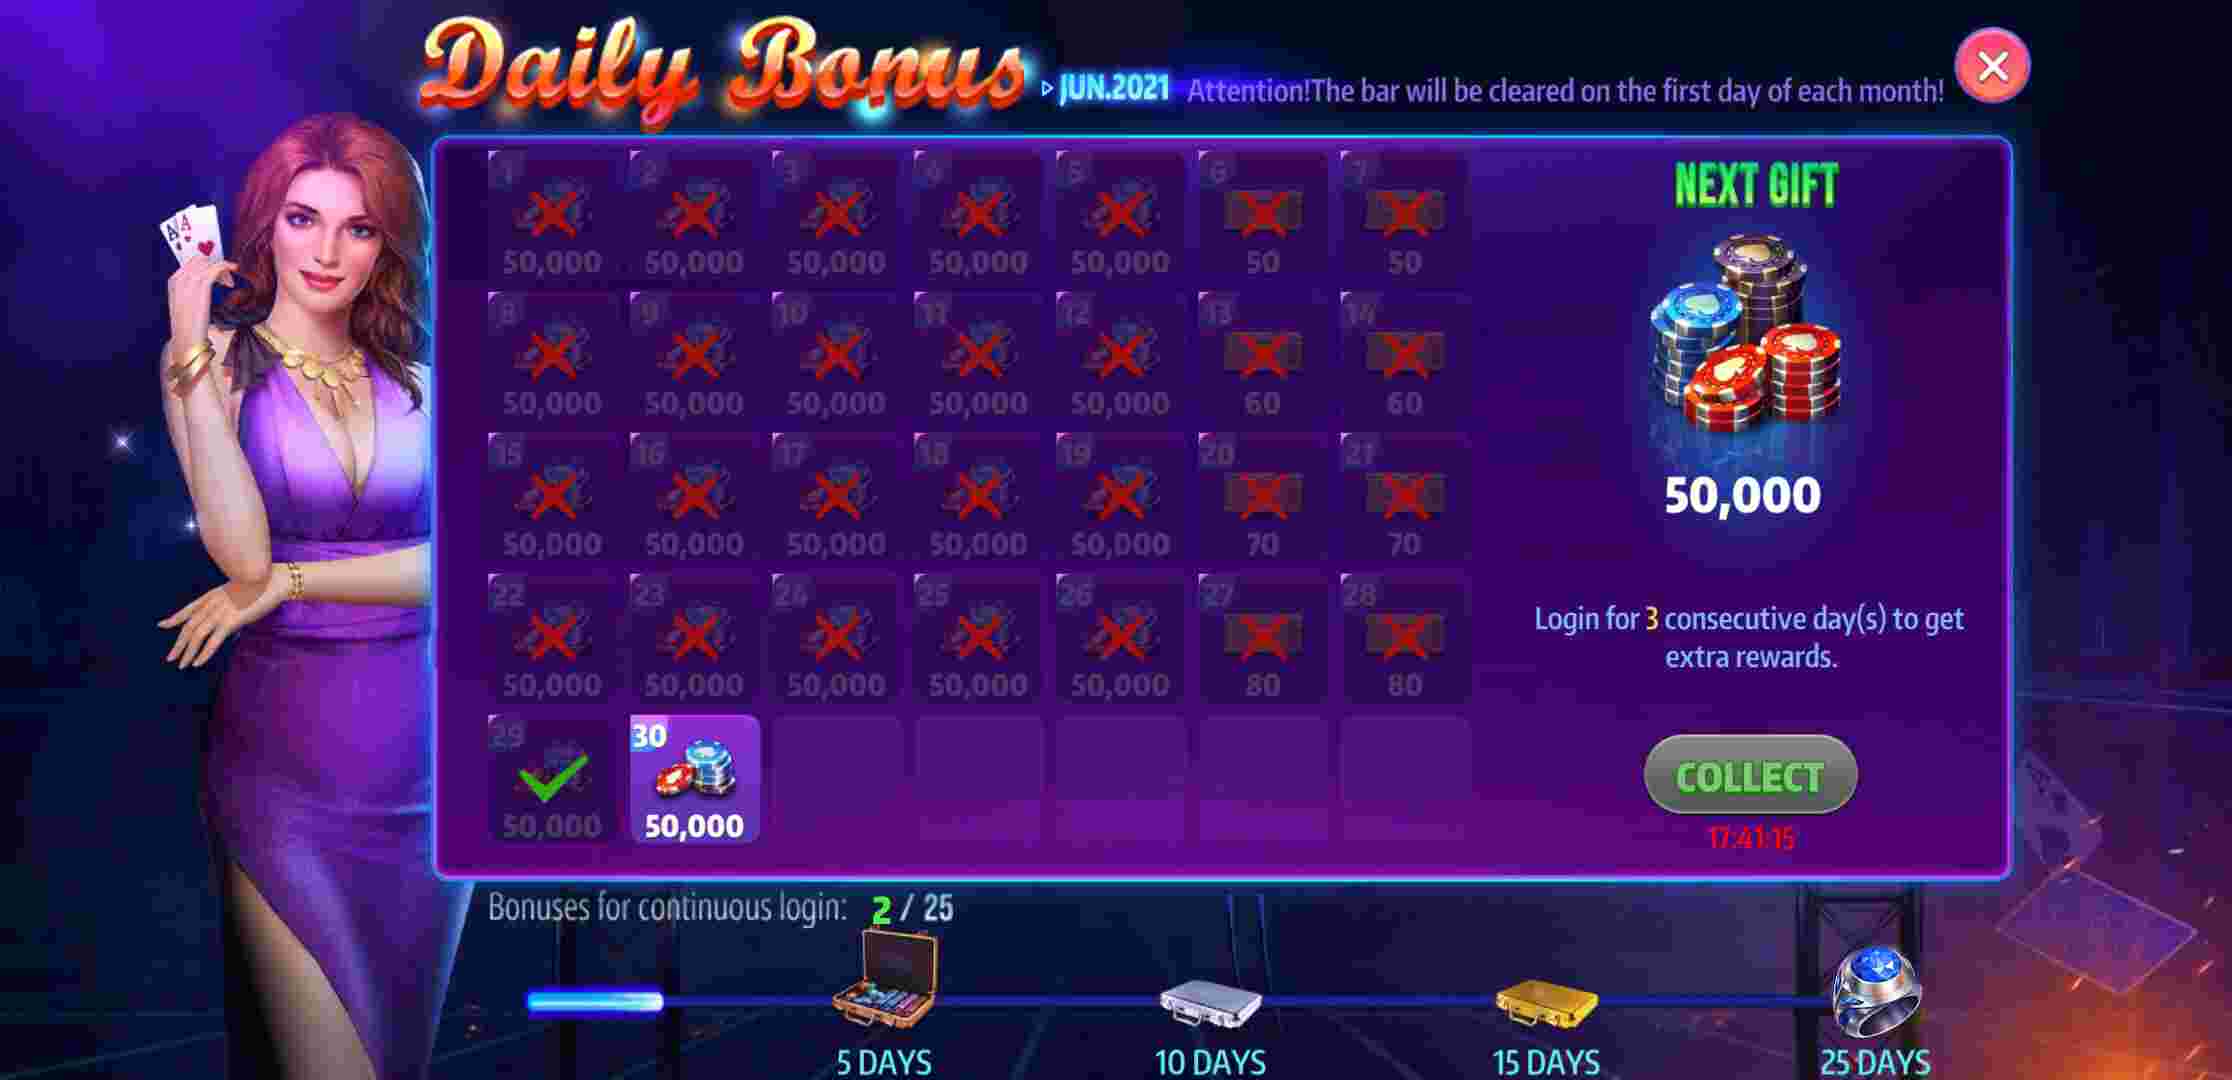 Daily Bonus
JUN.2021
Attention!The bar will be cleared on the first day of each month!
1 2 3 4 5 6 7
50,000 50,000 50,000 50,000 50,000 50 50
8 9 10 11 12 13 14
50,000 50,000 50,000 50,000 50,000 60 60
15 16 17 18 19 20 21
50,000 50,000 50,000 50,000 50,000 70 70
22 23 24 25 26 27 28
50,000 50,000 50,000 50,000 50,000 80 80
29 30
50,000 50,000
NEXT GIFT
50,000
Login for 3 consecutive day(s) to get
extra rewards.
COLLECT
17:41:15
Bonuses for continuous login: 2 / 25
5 DAYS 10 DAYS 15 DAYS 25 DAYS
A A